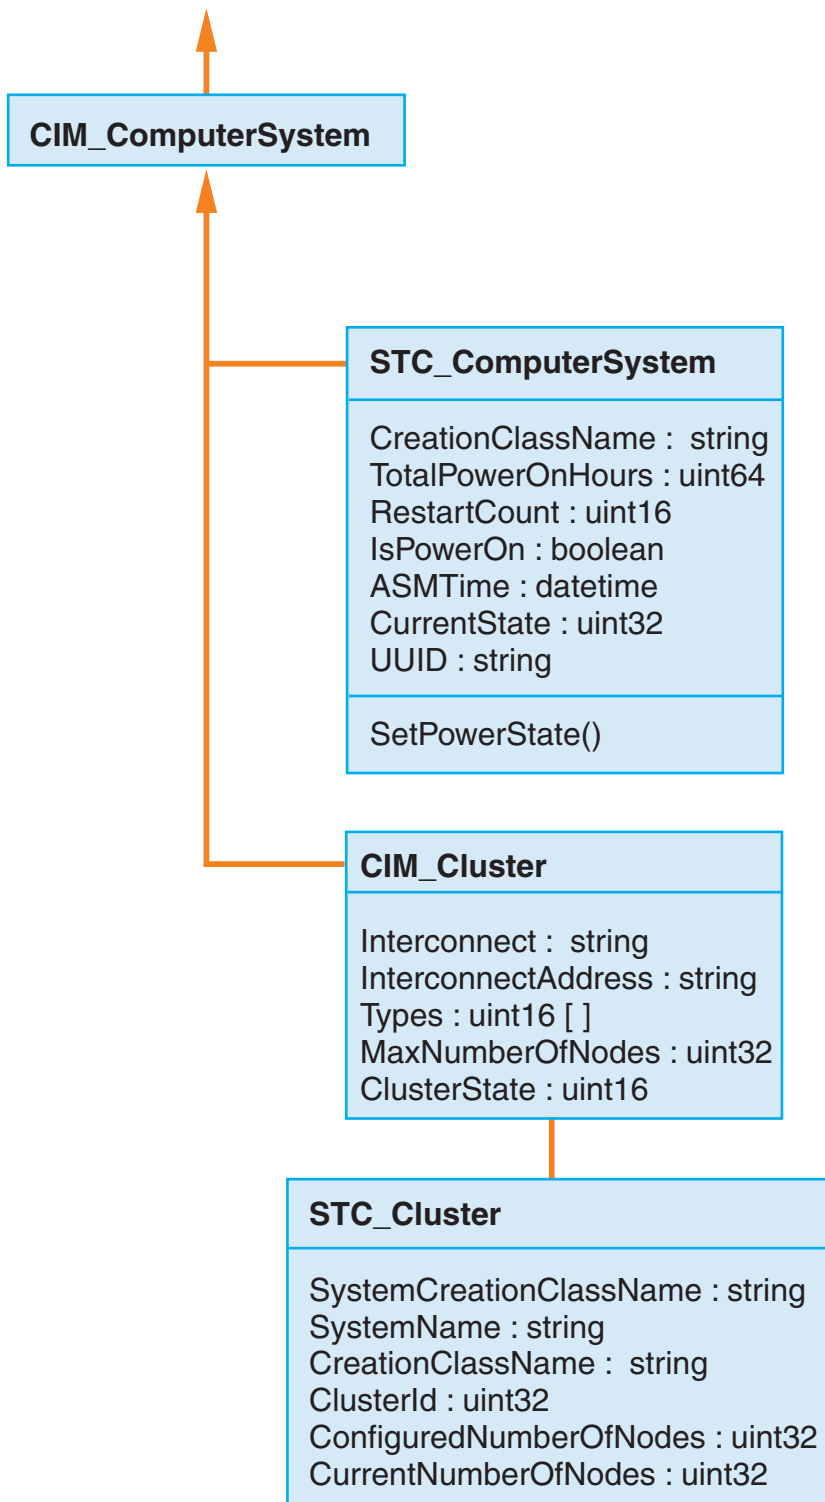 CIM_ComputerSystem
STC_ComputerSystem
CreationClassName :  string
TotalPowerOnHours : uint64
RestartCount : uint16
IsPowerOn : boolean
ASMTime : datetime
CurrentState : uint32
UUID : string
SetPowerState()
CIM_Cluster
Interconnect :  string
InterconnectAddress : string
Types : uint16 [ ]
MaxNumberOfNodes : uint32
ClusterState : uint16
STC_Cluster
SystemCreationClassName : string
SystemName : string
CreationClassName :  string
ClusterId : uint32
ConfiguredNumberOfNodes : uint32
CurrentNumberOfNodes : uint32